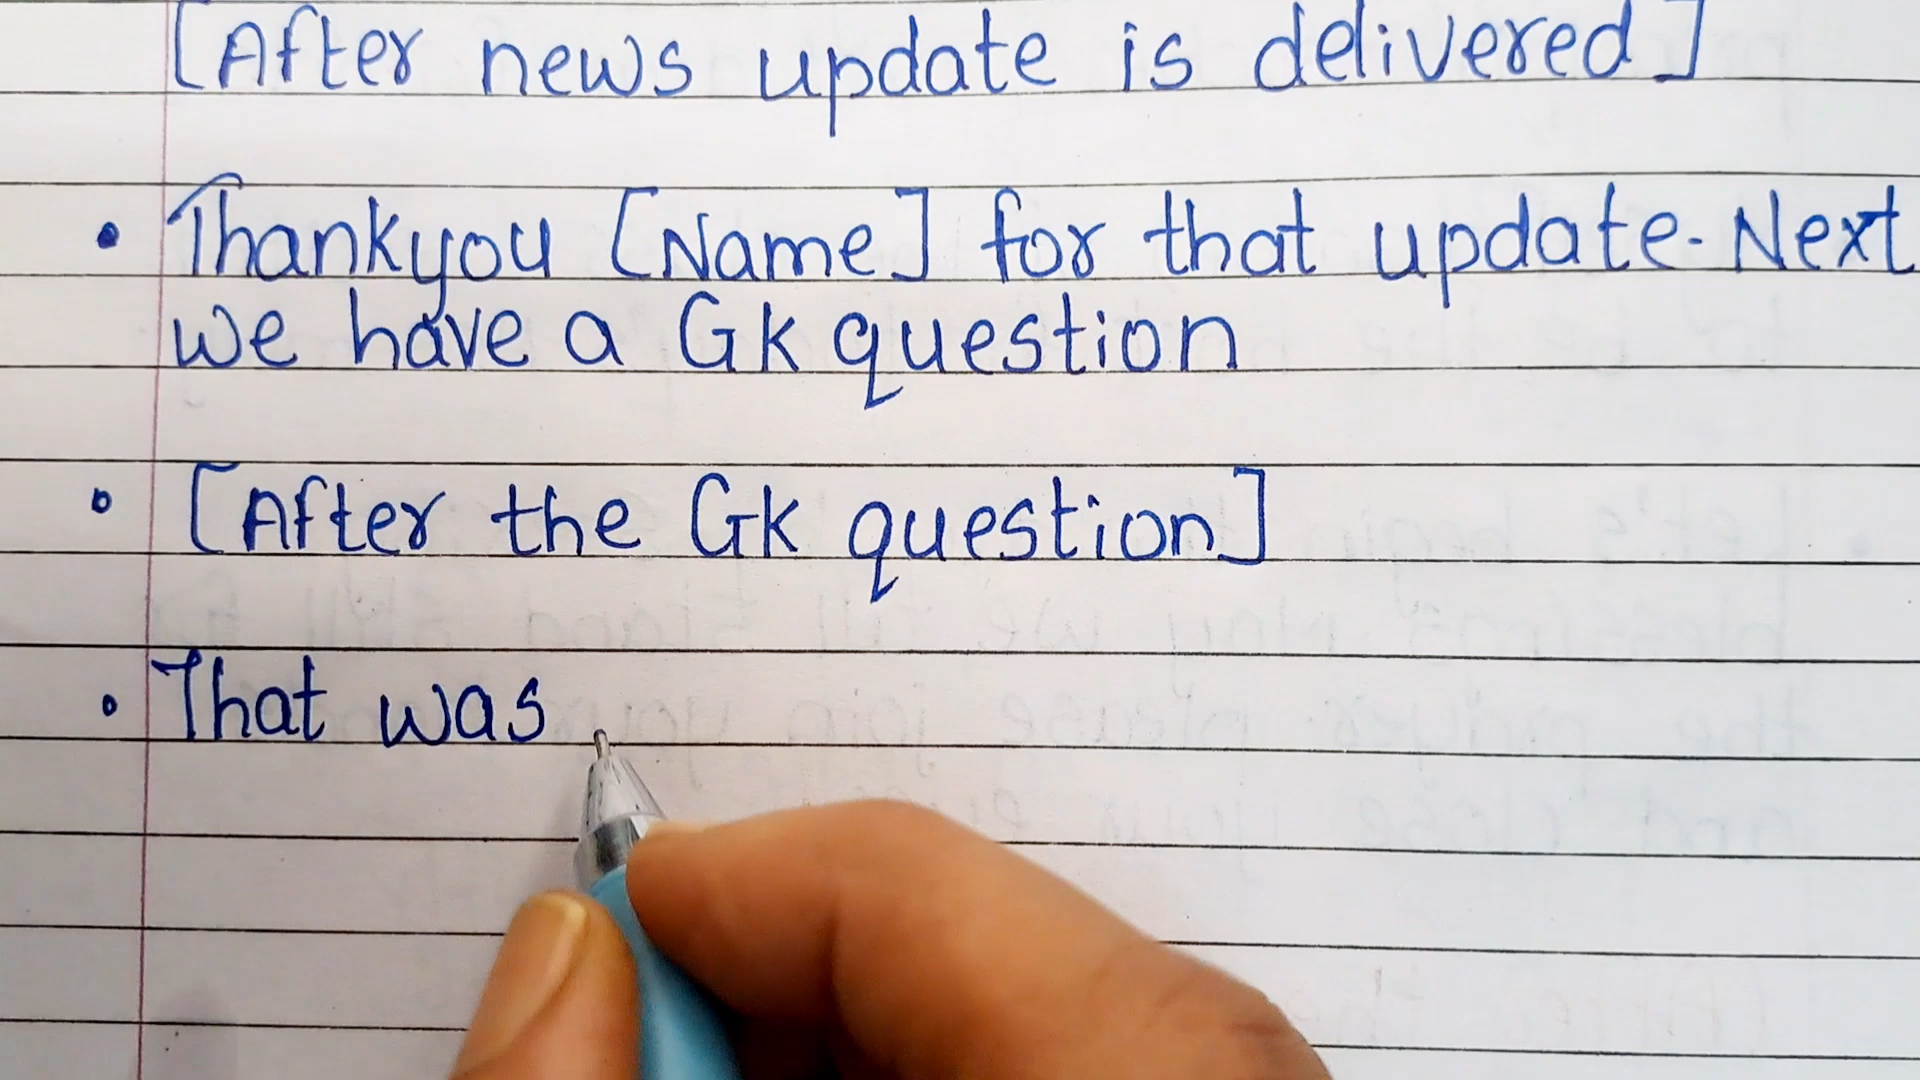 [After news update is delivered]
• Thankyou [Name] for that update. Next
we have a Gk question
• [After the Gk question]
• That was